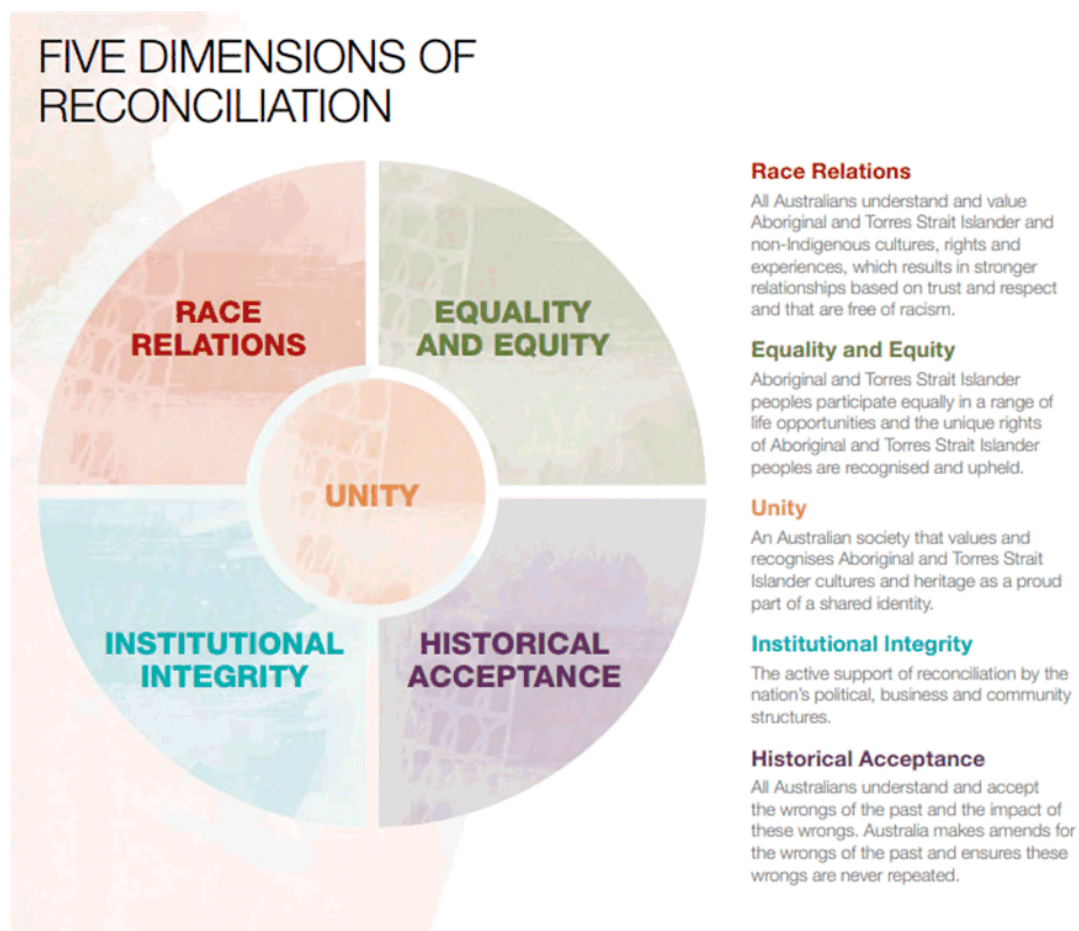 FIVE DIMENSIONS OF
RECONCILIATION
RACE
RELATIONS
EQUALITY
AND EQUITY
UNITY
INSTITUTIONAL
INTEGRITY
HISTORICAL
ACCEPTANCE
Race Relations
All Australians understand and value
Aboriginal and Torres Strait Islander and
non-Indigenous cultures, rights and
experiences, which results in stronger
relationships based on trust and respect
and that are free of racism.
Equality and Equity
Aboriginal and Torres Strait Islander
peoples participate equally in a range of
life opportunities and the unique rights
of Aboriginal and Torres Strait Islander
peoples are recognised and upheld.
Unity
An Australian society that values and
recognises Aboriginal and Torres Strait
Islander cultures and heritage as a proud
part of a shared identity.
Institutional Integrity
The active support of reconciliation by the
nation's political, business and community
structures.
Historical Acceptance
All Australians understand and accept
the wrongs of the past and the impact of
these wrongs. Australia makes amends for
the wrongs of the past and ensures these
wrongs are never repeated.